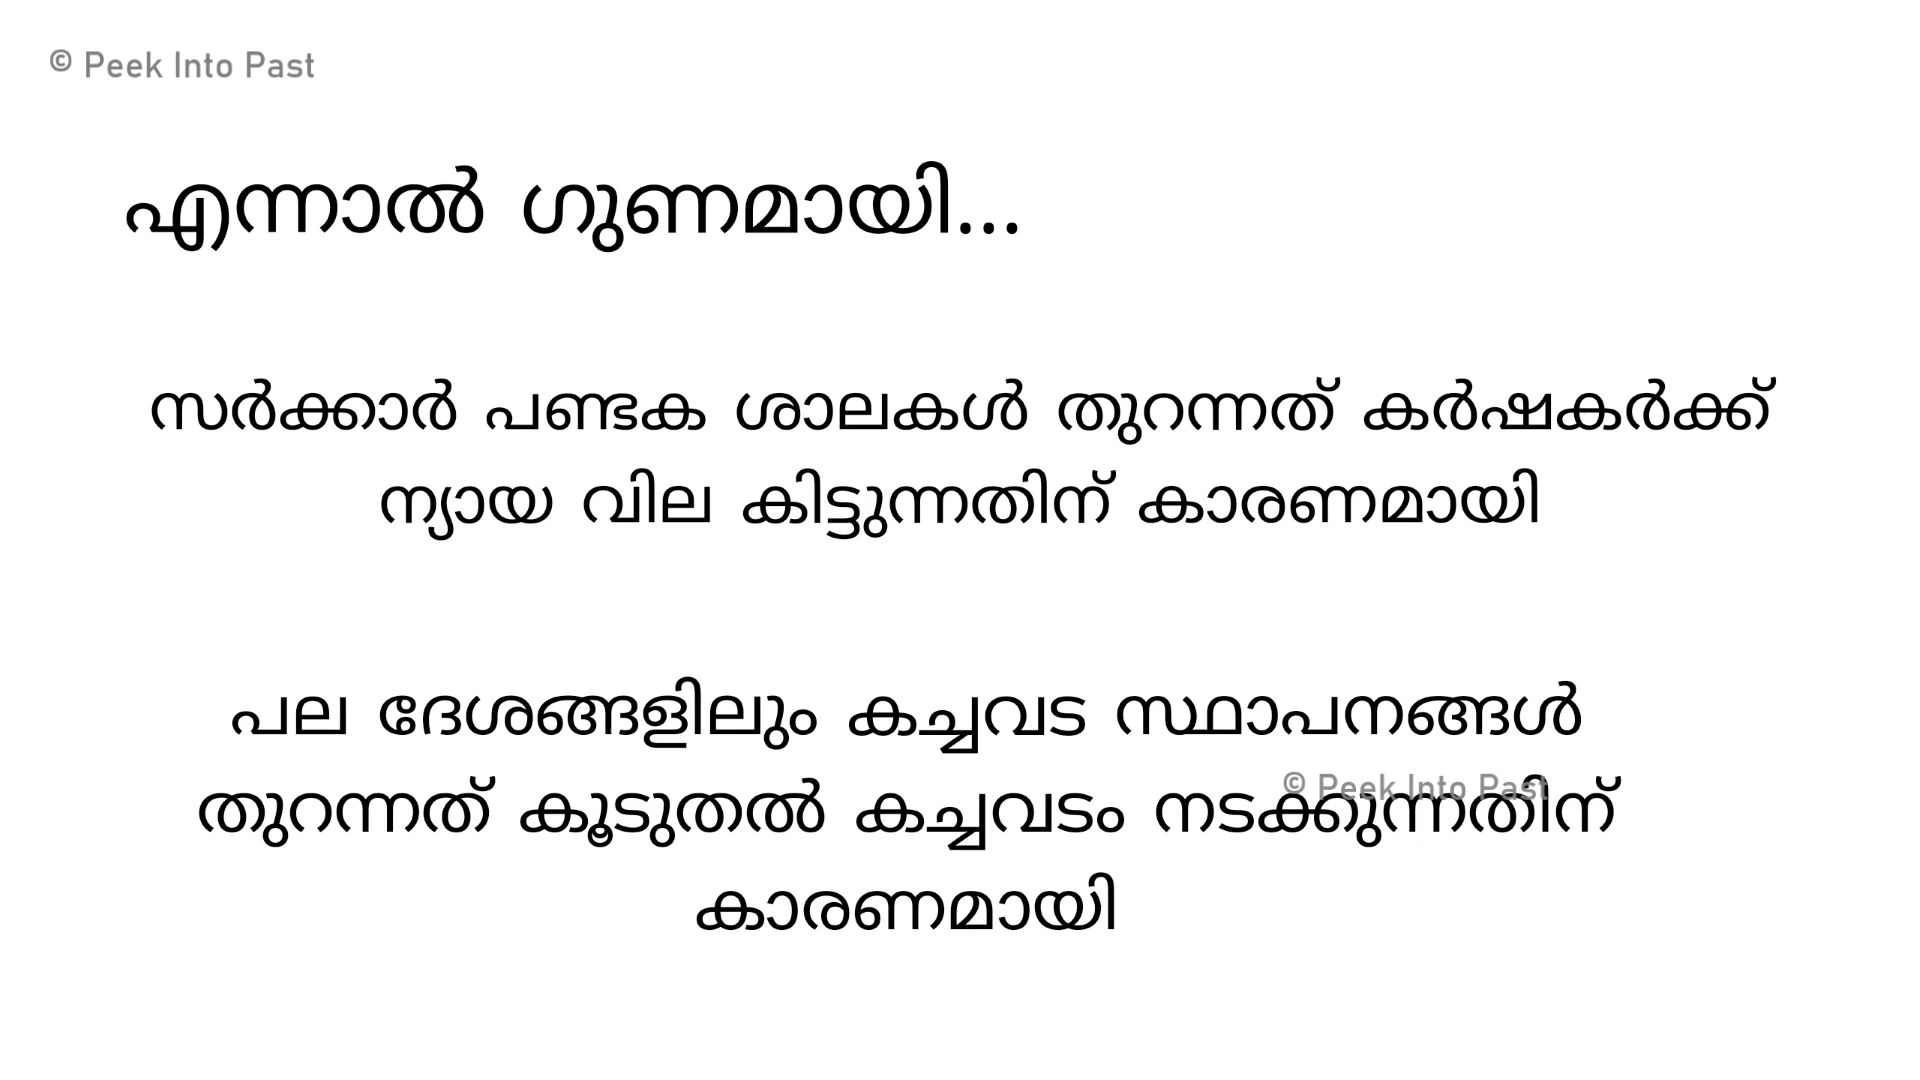 © Peek Into Past
എന്നാൽ ഗുണമായി...
സർക്കാർ പണ്ടക ശാലകൾ തുറന്നത് കർഷകർക്ക്
ന്യായ വില കിട്ടുന്നതിന് കാരണമായി
പല ദേശങ്ങളിലും കച്ചവട സ്ഥാപനങ്ങൾ
© Peek Into Past
തുറന്നത് കൂടുതൽ കച്ചവടം നടക്കുന്നതിന്
കാരണമായി